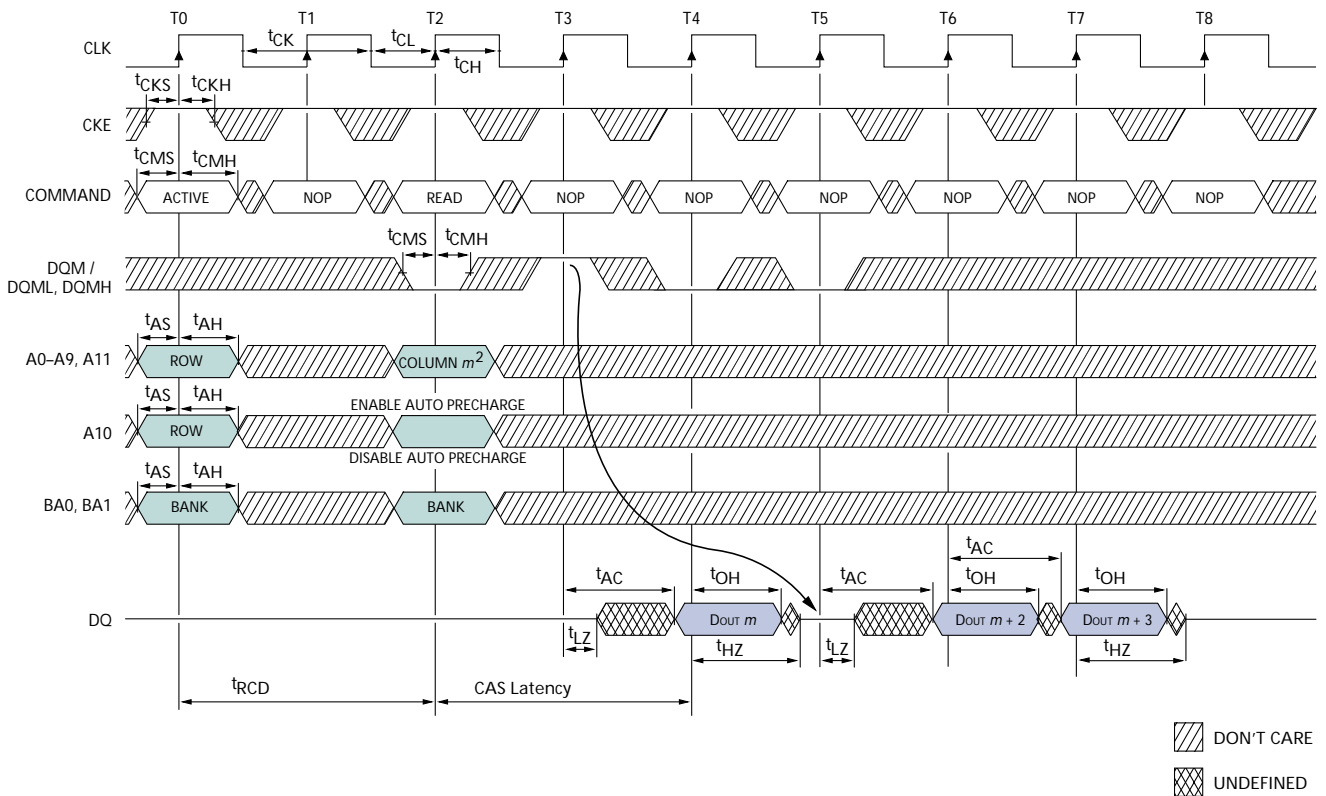 T0 T1 T2 T3 T4 T5 T6 T7 T8
CLK
tCK tCL
tCH
tCKS tCKH
CKE
tCMS tCMH
COMMAND ACTIVE NOP READ NOP NOP NOP NOP NOP NOP
tCMS tCMH
DQM /
DQML, DQMH
tAS tAH
A0–A9, A11 ROW COLUMN m2
tAS tAH
ENABLE AUTO PRECHARGE
A10 ROW
DISABLE AUTO PRECHARGE
tAS tAH
BA0, BA1 BANK BANK
tAC
tAC tOH tAC tOH tOH
DQ DOUT m DOUT m + 2 DOUT m + 3
tLZ tHZ tLZ tHZ
tRCD CAS Latency
DON'T CARE
UNDEFINED